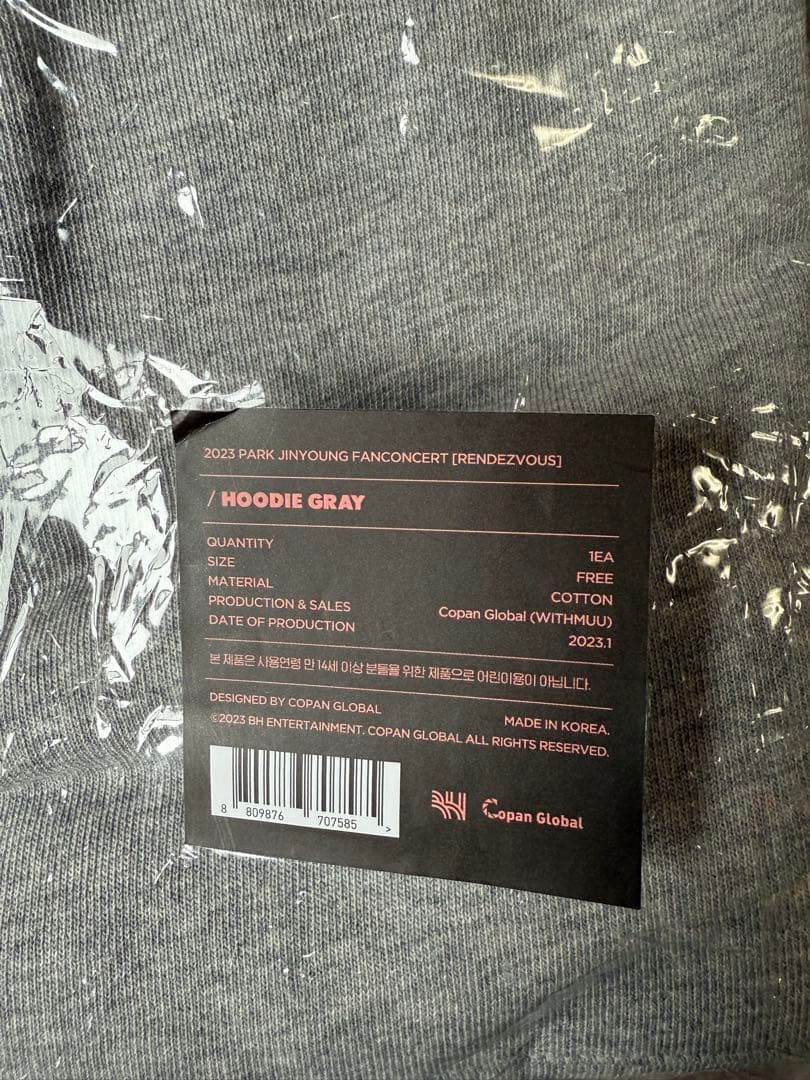 2023 PARK JINYOUNG FANCONCERT [RENDEZVOUS]
/ HOODIE GRAY
QUANTITY 1EA
SIZE FREE
MATERIAL COTTON
PRODUCTION & SALES Copan Global (WITHMUU)
DATE OF PRODUCTION 2023.1
본 제품은 사용연령 만 14세 이상 분들을 위한 제품으로 어린이용이 아닙니다.
DESIGNED BY COPAN GLOBAL MADE IN KOREA.
©2023 BH ENTERTAINMENT. COPAN GLOBAL ALL RIGHTS RESERVED.
8 809876 707585 >
BH Copan Global